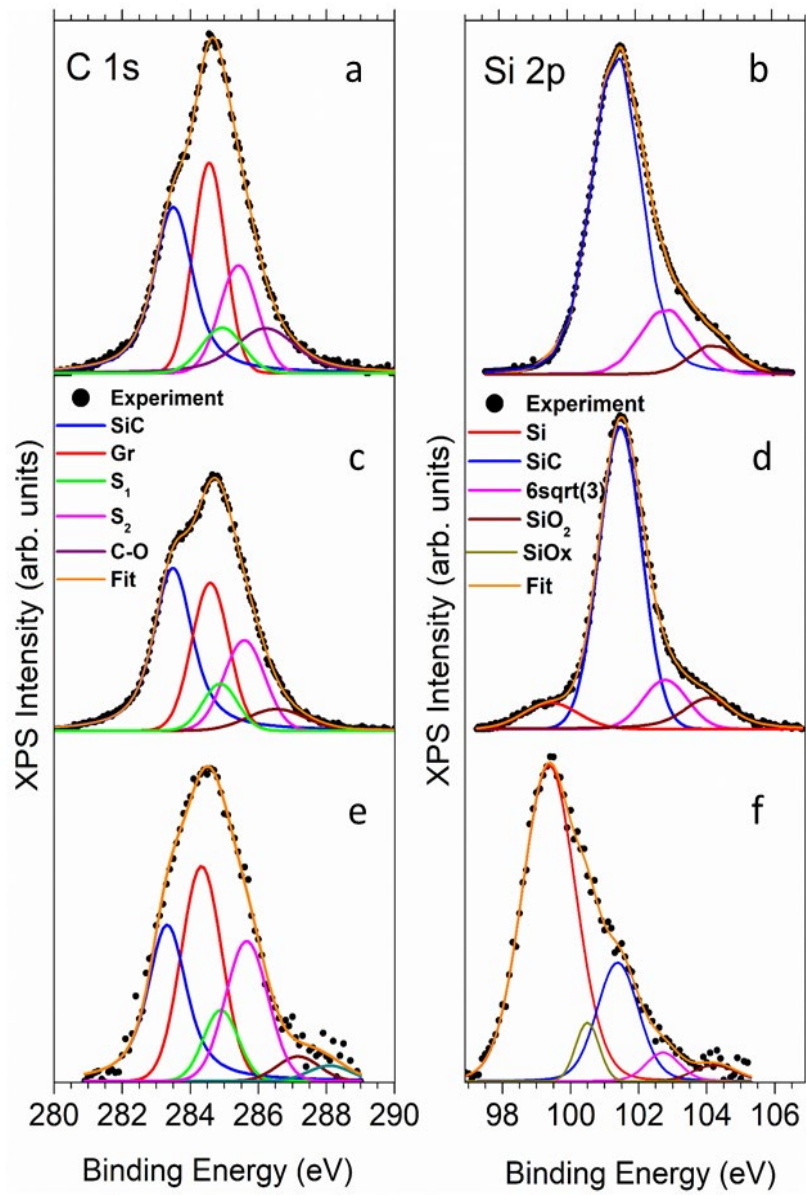 C 1s
a
Si 2p
b
Experiment
SiC
Gr
S₁
S₂
C-O
Fit
c
Experiment
Si
SiC
6sqrt(3)
SiO₂
SiOx
Fit
d
e
f
XPS Intensity (arb. units)
XPS Intensity (arb. units)
280 282 284 286 288 290
98 100 102 104 106
Binding Energy (eV)
Binding Energy (eV)